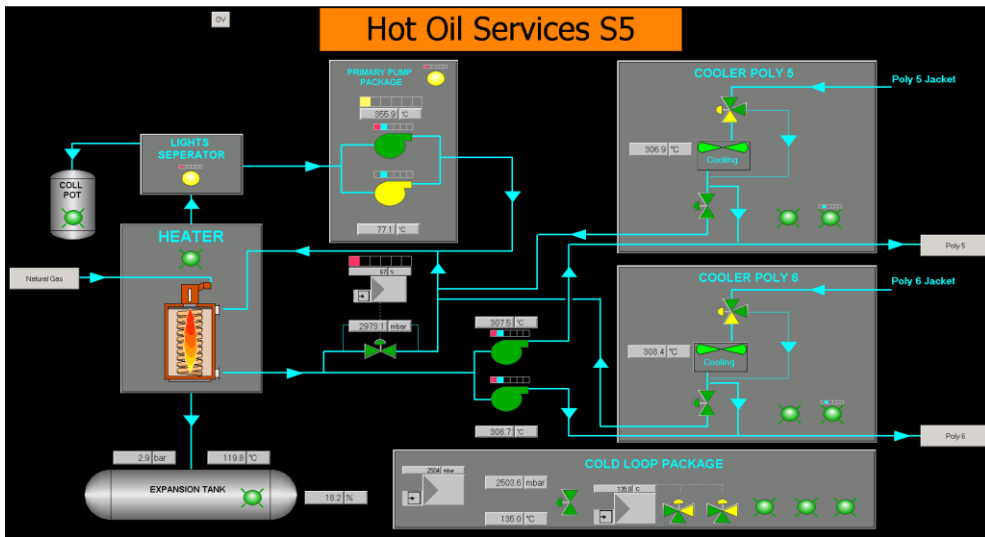 OV
Hot Oil Services S5
PRIMARY PUMP
PACKAGE
355.9 °C
77.1 °C
LIGHTS
SEPERATOR
COLL
POT
HEATER
Natural Gas
67 %
2973.1 mbar
307.5 °C
308.7 °C
COOLER POLY 5
Poly 5 Jacket
306.9 °C
Cooling
Poly 5
COOLER POLY 6
Poly 6 Jacket
308.4 °C
Cooling
Poly 6
2.9 bar
119.8 °C
EXPANSION TANK
18.2 %
COLD LOOP PACKAGE
2504 mbar
2503.6 mbar
135.0 °C
135.0 °C